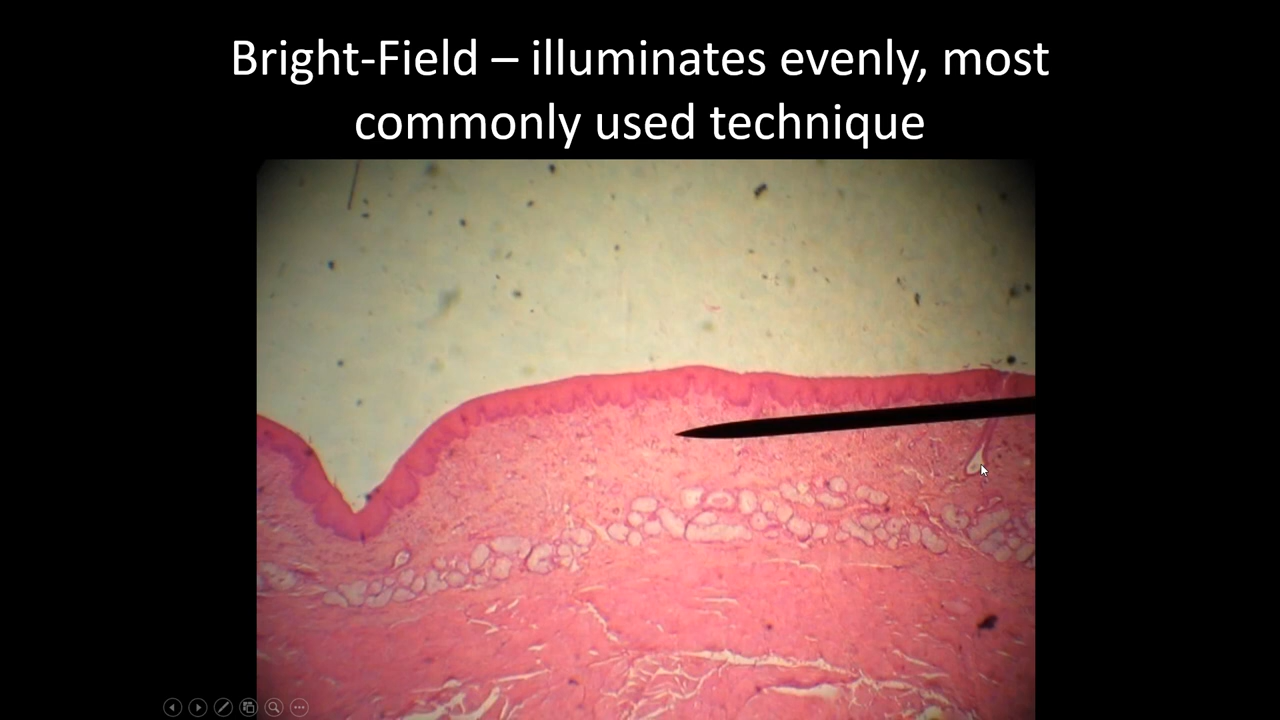 Bright-Field – illuminates evenly, most
commonly used technique